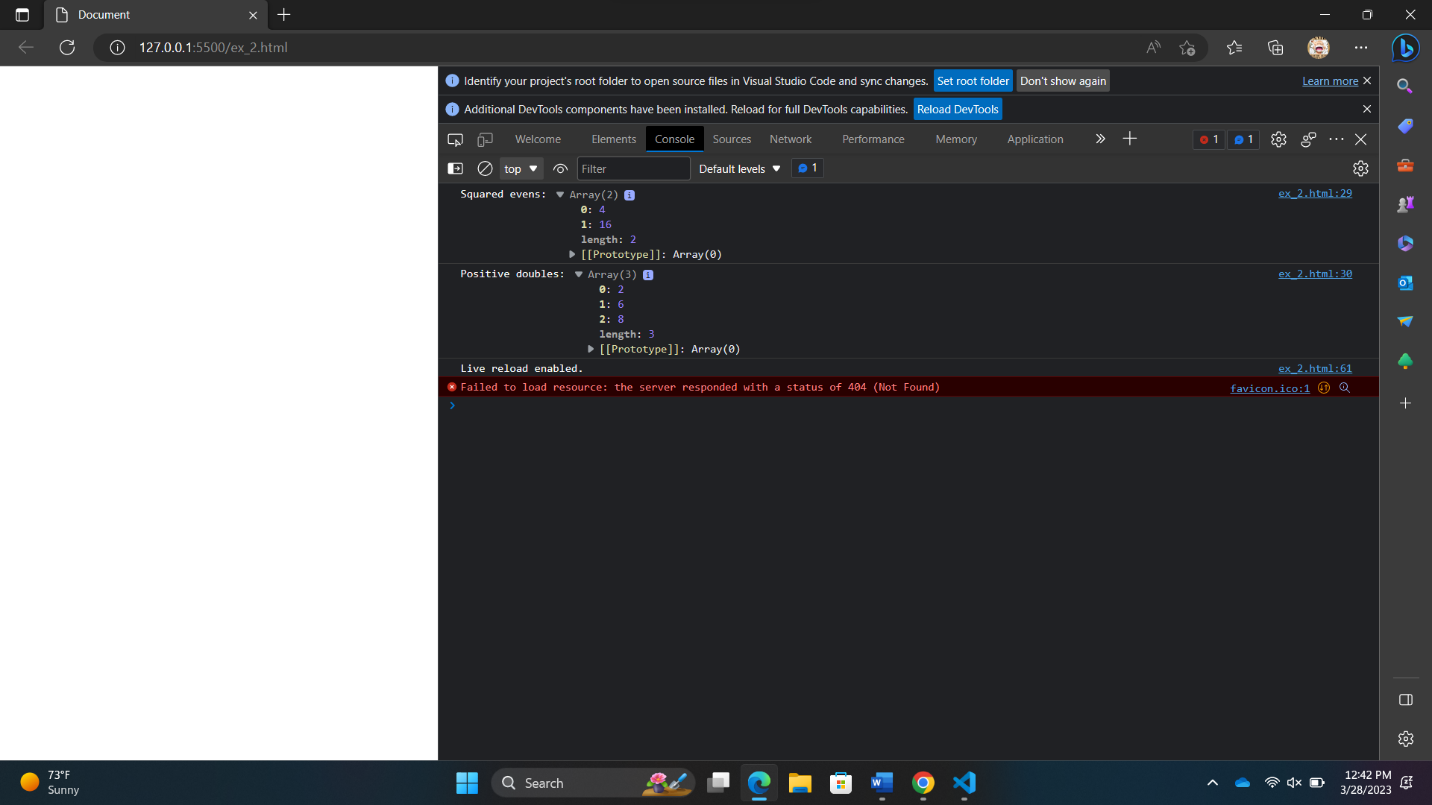 Document
127.0.0.1:5500/ex_2.html
Identify your project's root folder to open source files in Visual Studio Code and sync changes. Set root folder Don't show again Learn more
Additional DevTools components have been installed. Reload for full DevTools capabilities. Reload DevTools
Welcome Elements Console Sources Network Performance Memory Application 1 1
top Filter Default levels 1
Squared evens: Array(2) i ex_2.html:29
0: 4
1: 16
length: 2
[[Prototype]]: Array(0)
Positive doubles: Array(3) i ex_2.html:30
0: 2
1: 6
2: 8
length: 3
[[Prototype]]: Array(0)
Live reload enabled. ex_2.html:61
Failed to load resource: the server responded with a status of 404 (Not Found) favicon.ico:1
73°F
Sunny
Search
12:42 PM
3/28/2023